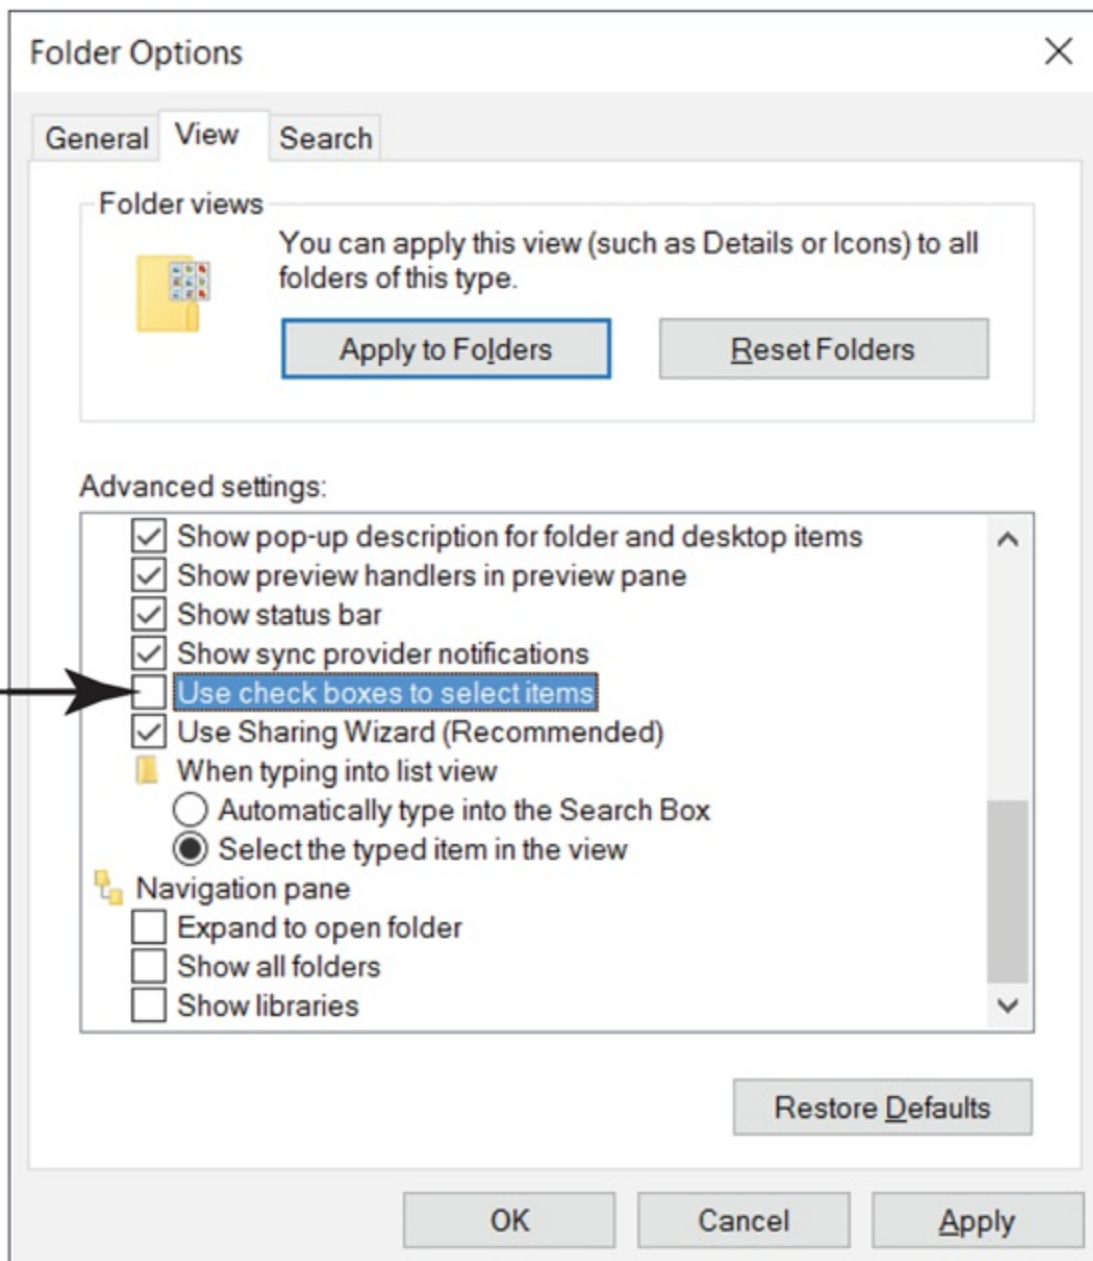 Folder Options
General View Search
Folder views
You can apply this view (such as Details or Icons) to all
folders of this type.
Apply to Folders Reset Folders
Advanced settings:
Show pop-up description for folder and desktop items
Show preview handlers in preview pane
Show status bar
Show sync provider notifications
Use check boxes to select items
Use Sharing Wizard (Recommended)
When typing into list view
Automatically type into the Search Box
Select the typed item in the view
Navigation pane
Expand to open folder
Show all folders
Show libraries
Restore Defaults
OK Cancel Apply